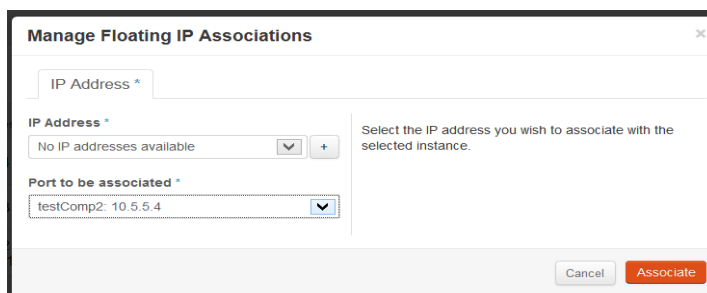 Manage Floating IP Associations
×
IP Address *
IP Address *
No IP addresses available
+
Select the IP address you wish to associate with the
selected instance.
Port to be associated *
testComp2: 10.5.5.4
Cancel
Associate